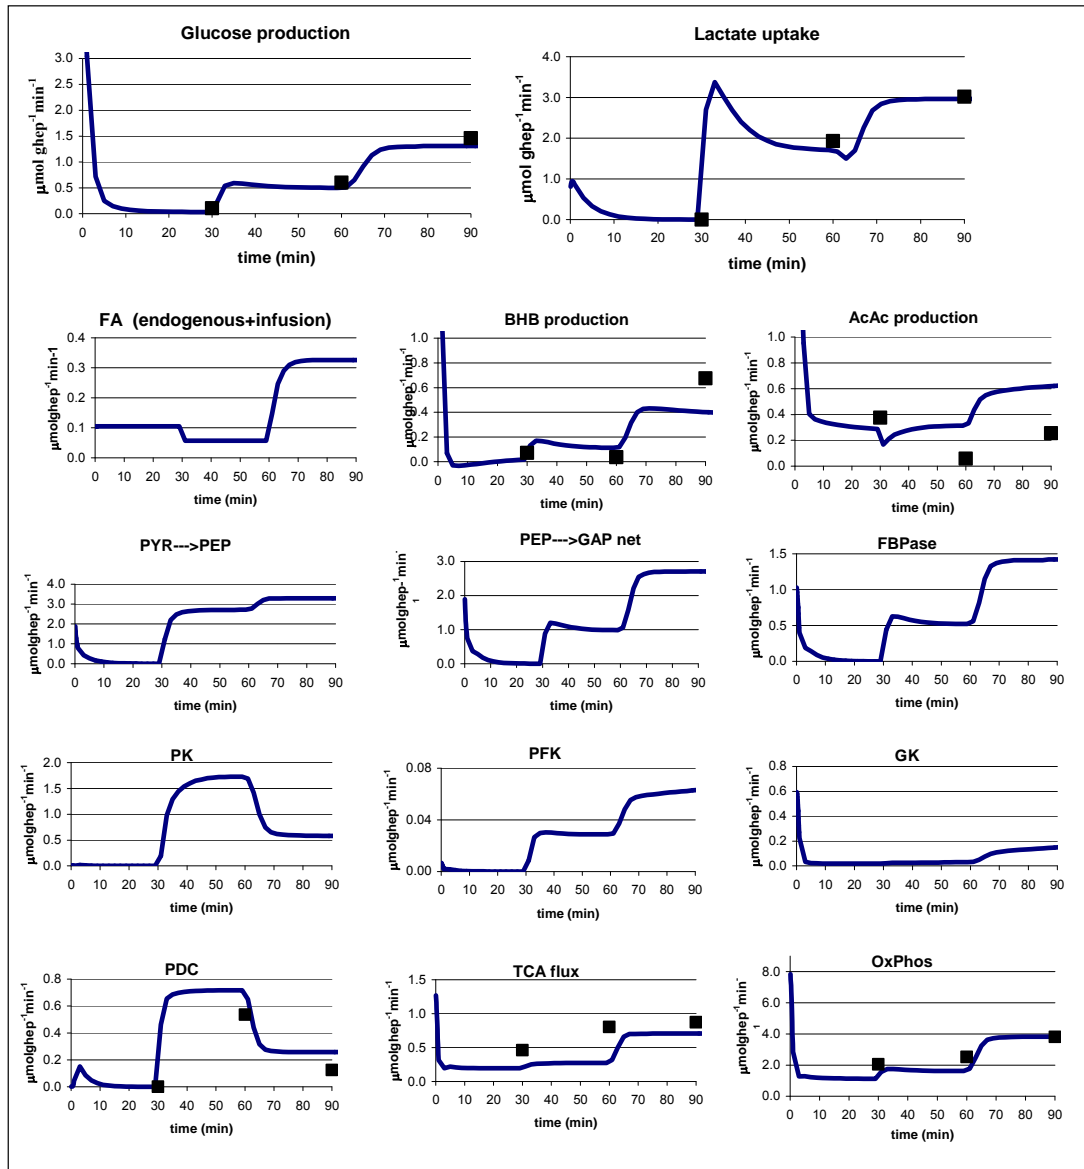 Glucose production
μmol ghep-1min-1
3.0
2.5
2.0
1.5
1.0
0.5
0.0
0 10 20 30 40 50 60 70 80 90
time (min)
Lactate uptake
μmol ghep-1min-1
4.0
3.0
2.0
1.0
0.0
0 10 20 30 40 50 60 70 80 90
time (min)
FA (endogenous+infusion)
μmolghep-1min-1
0.4
0.3
0.2
0.1
0.0
0 10 20 30 40 50 60 70 80 90
time (min)
BHB production
μmolghep-1min-1
1.0
0.8
0.6
0.4
0.2
0.0
0 10 20 30 40 50 60 70 80 90
time (min)
AcAc production
μmolghep-1min-1
1.0
0.8
0.6
0.4
0.2
0.0
0 10 20 30 40 50 60 70 80 90
time (min)
PYR--->PEP
μmolghep-1min-1
4.0
3.0
2.0
1.0
0.0
0 10 20 30 40 50 60 70 80 90
time (min)
PEP--->GAP net
μmolghep-1min-
1
3.0
2.0
1.0
0.0
0 10 20 30 40 50 60 70 80 90
time (min)
FBPase
μmolghep-1min-1
1.5
1.0
0.5
0.0
0 10 20 30 40 50 60 70 80 90
time (min)
PK
μmolghep-1min-1
2.0
1.5
1.0
0.5
0.0
0 10 20 30 40 50 60 70 80 90
time (min)
PFK
μmolghep-1min-1
0.08
0.04
0.00
0 10 20 30 40 50 60 70 80 90
time (min)
GK
μmolghep-1min-1
0.8
0.6
0.4
0.2
0.0
0 10 20 30 40 50 60 70 80 90
time (min)
PDC
μmolghep-1min-1
0.8
0.6
0.4
0.2
0.0
0 10 20 30 40 50 60 70 80 90
time (min)
TCA flux
μmolghep-1min-1
1.5
1.0
0.5
0.0
0 10 20 30 40 50 60 70 80 90
time (min)
OxPhos
μmolghep-1min-
1
8.0
6.0
4.0
2.0
0.0
0 10 20 30 40 50 60 70 80 90
time (min)